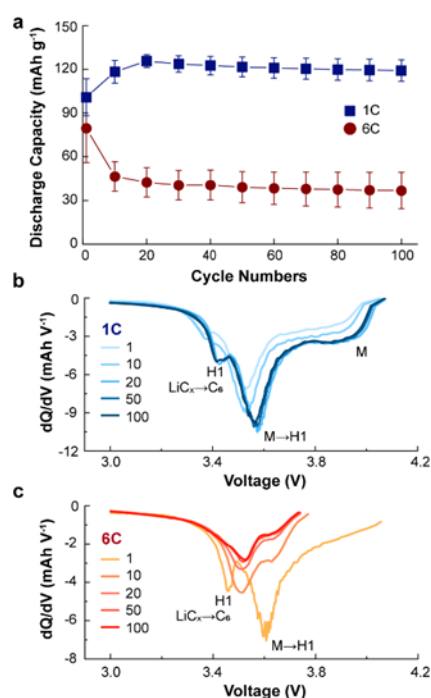 a
Discharge Capacity (mAh g⁻¹)
150
120
90
60
30
0
1C
6C
0 20 40 60 80 100
Cycle Numbers
b
dQ/dV (mAh V⁻¹)
0
-3
-6
-9
-12
1C
1
10
20
50
100
H1
LiCₓ→C₆
M→H1
M
3.0 3.4 3.8 4.2
Voltage (V)
c
dQ/dV (mAh V⁻¹)
0
-2
-4
-6
-8
6C
1
10
20
50
100
H1
LiCₓ→C₆
M→H1
3.0 3.4 3.8 4.2
Voltage (V)